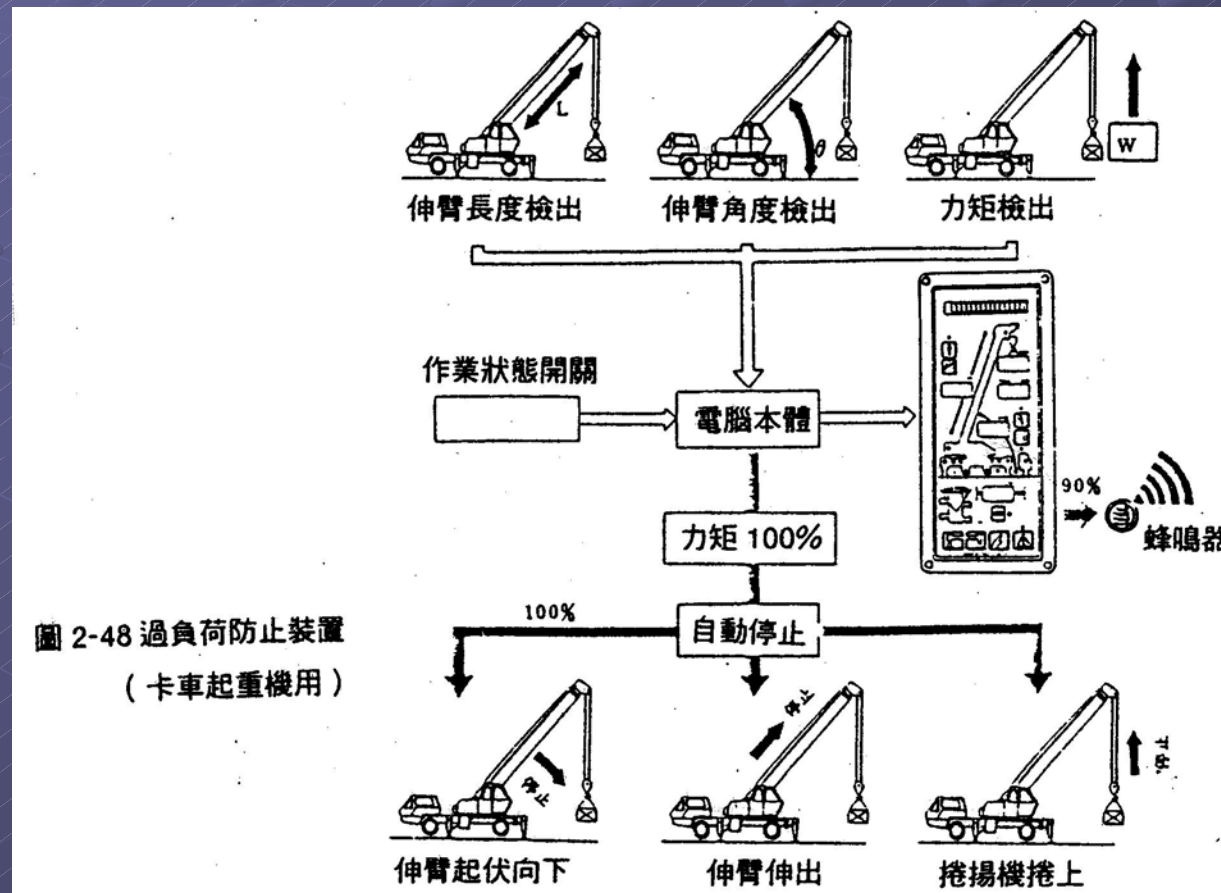 L
θ
W
伸臂長度檢出
伸臂角度檢出
力矩檢出
作業狀態開關
電腦本體
90%
蜂鳴器
力矩 100%
100%
自動停止
圖 2-48 過負荷防止裝置
(卡車起重機用)
停止
停止
伸臂起伏向下
伸臂伸出
捲揚機捲上